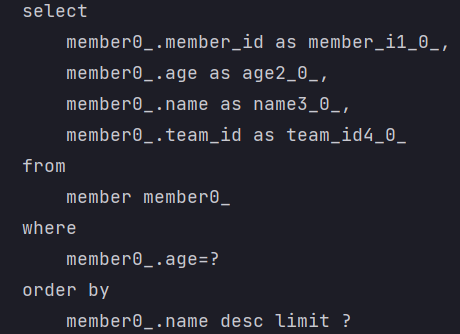 select
member0_.member_id as member_i1_0_,
member0_.age as age2_0_,
member0_.name as name3_0_,
member0_.team_id as team_id4_0_
from
member member0_
where
member0_.age=?
order by
member0_.name desc limit ?